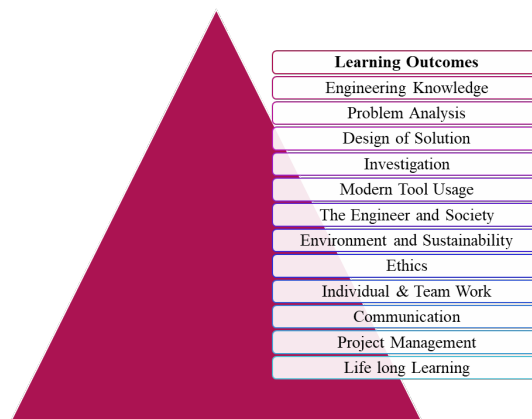 Learning Outcomes
Engineering Knowledge
Problem Analysis
Design of Solution
Investigation
Modern Tool Usage
The Engineer and Society
Environment and Sustainability
Ethics
Individual & Team Work
Communication
Project Management
Life long Learning